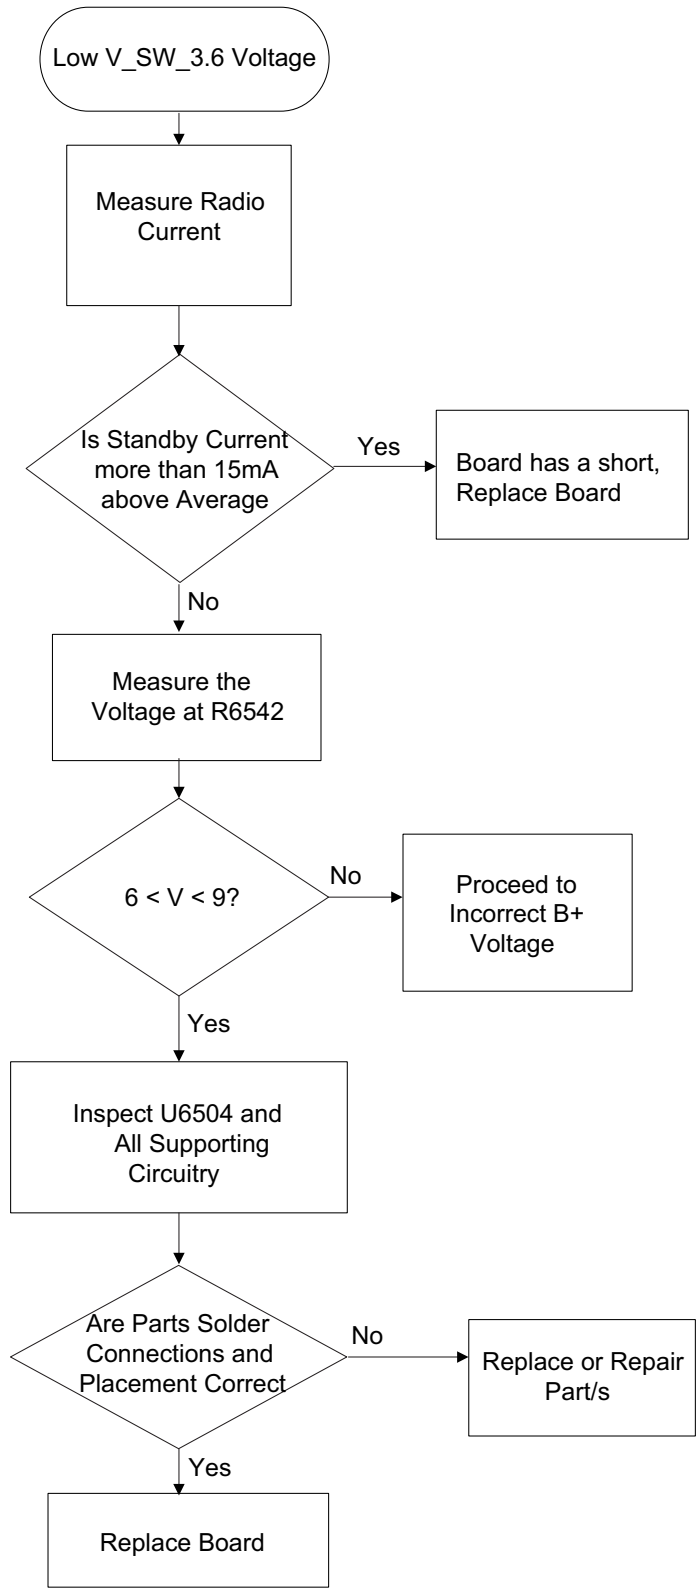 Low V_SW_3.6 Voltage
Measure Radio
Current
Is Standby Current
more than 15mA
above Average
Yes
Board has a short,
Replace Board
No
Measure the
Voltage at R6542
6 < V < 9?
No
Proceed to
Incorrect B+
Voltage
Yes
Inspect U6504 and
All Supporting
Circuitry
Are Parts Solder
Connections and
Placement Correct
No
Replace or Repair
Part/s
Yes
Replace Board